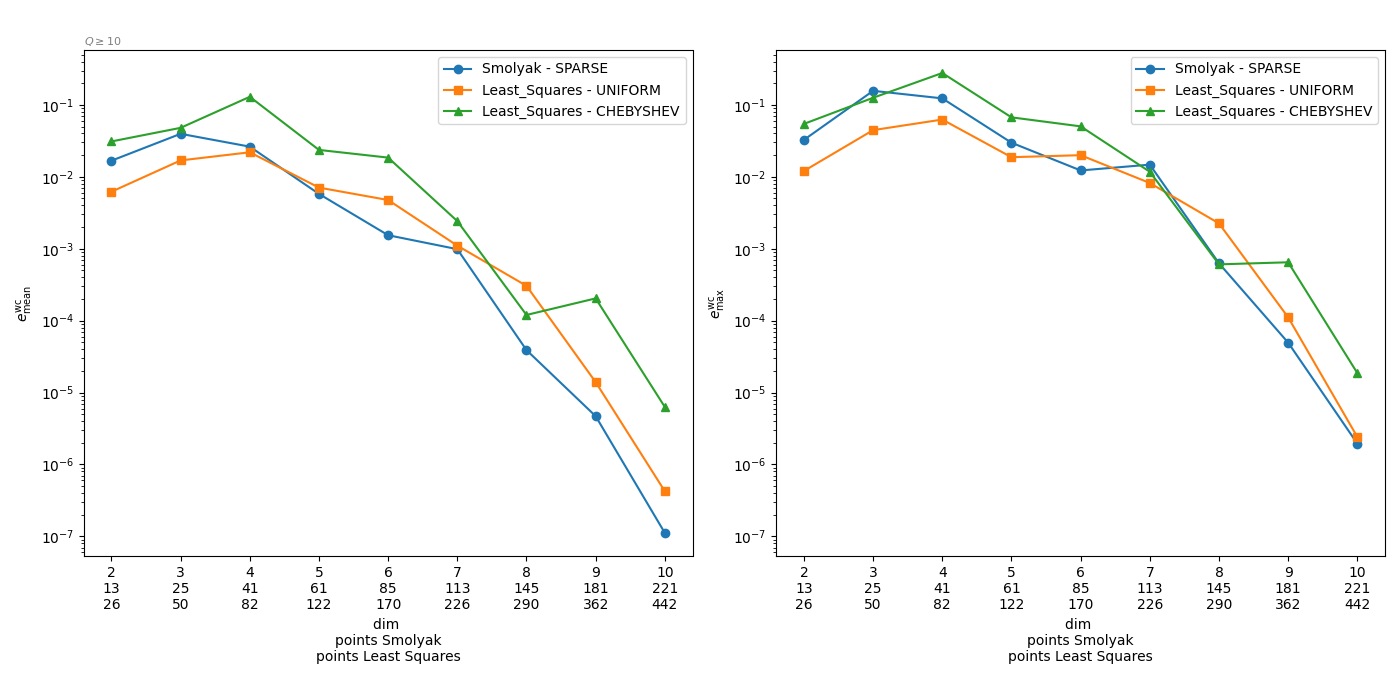 Q ≥ 10
Smolyak - SPARSE
Least_Squares - UNIFORM
Least_Squares - CHEBYSHEV
10⁻¹
10⁻²
10⁻³
10⁻⁴
10⁻⁵
10⁻⁶
10⁻⁷
e^wc_mean
2 3 4 5 6 7 8 9 10
13 25 41 61 85 113 145 181 221
26 50 82 122 170 226 290 362 442
dim
points Smolyak
points Least Squares
Smolyak - SPARSE
Least_Squares - UNIFORM
Least_Squares - CHEBYSHEV
10⁻¹
10⁻²
10⁻³
10⁻⁴
10⁻⁵
10⁻⁶
10⁻⁷
e^wc_max
2 3 4 5 6 7 8 9 10
13 25 41 61 85 113 145 181 221
26 50 82 122 170 226 290 362 442
dim
points Smolyak
points Least Squares